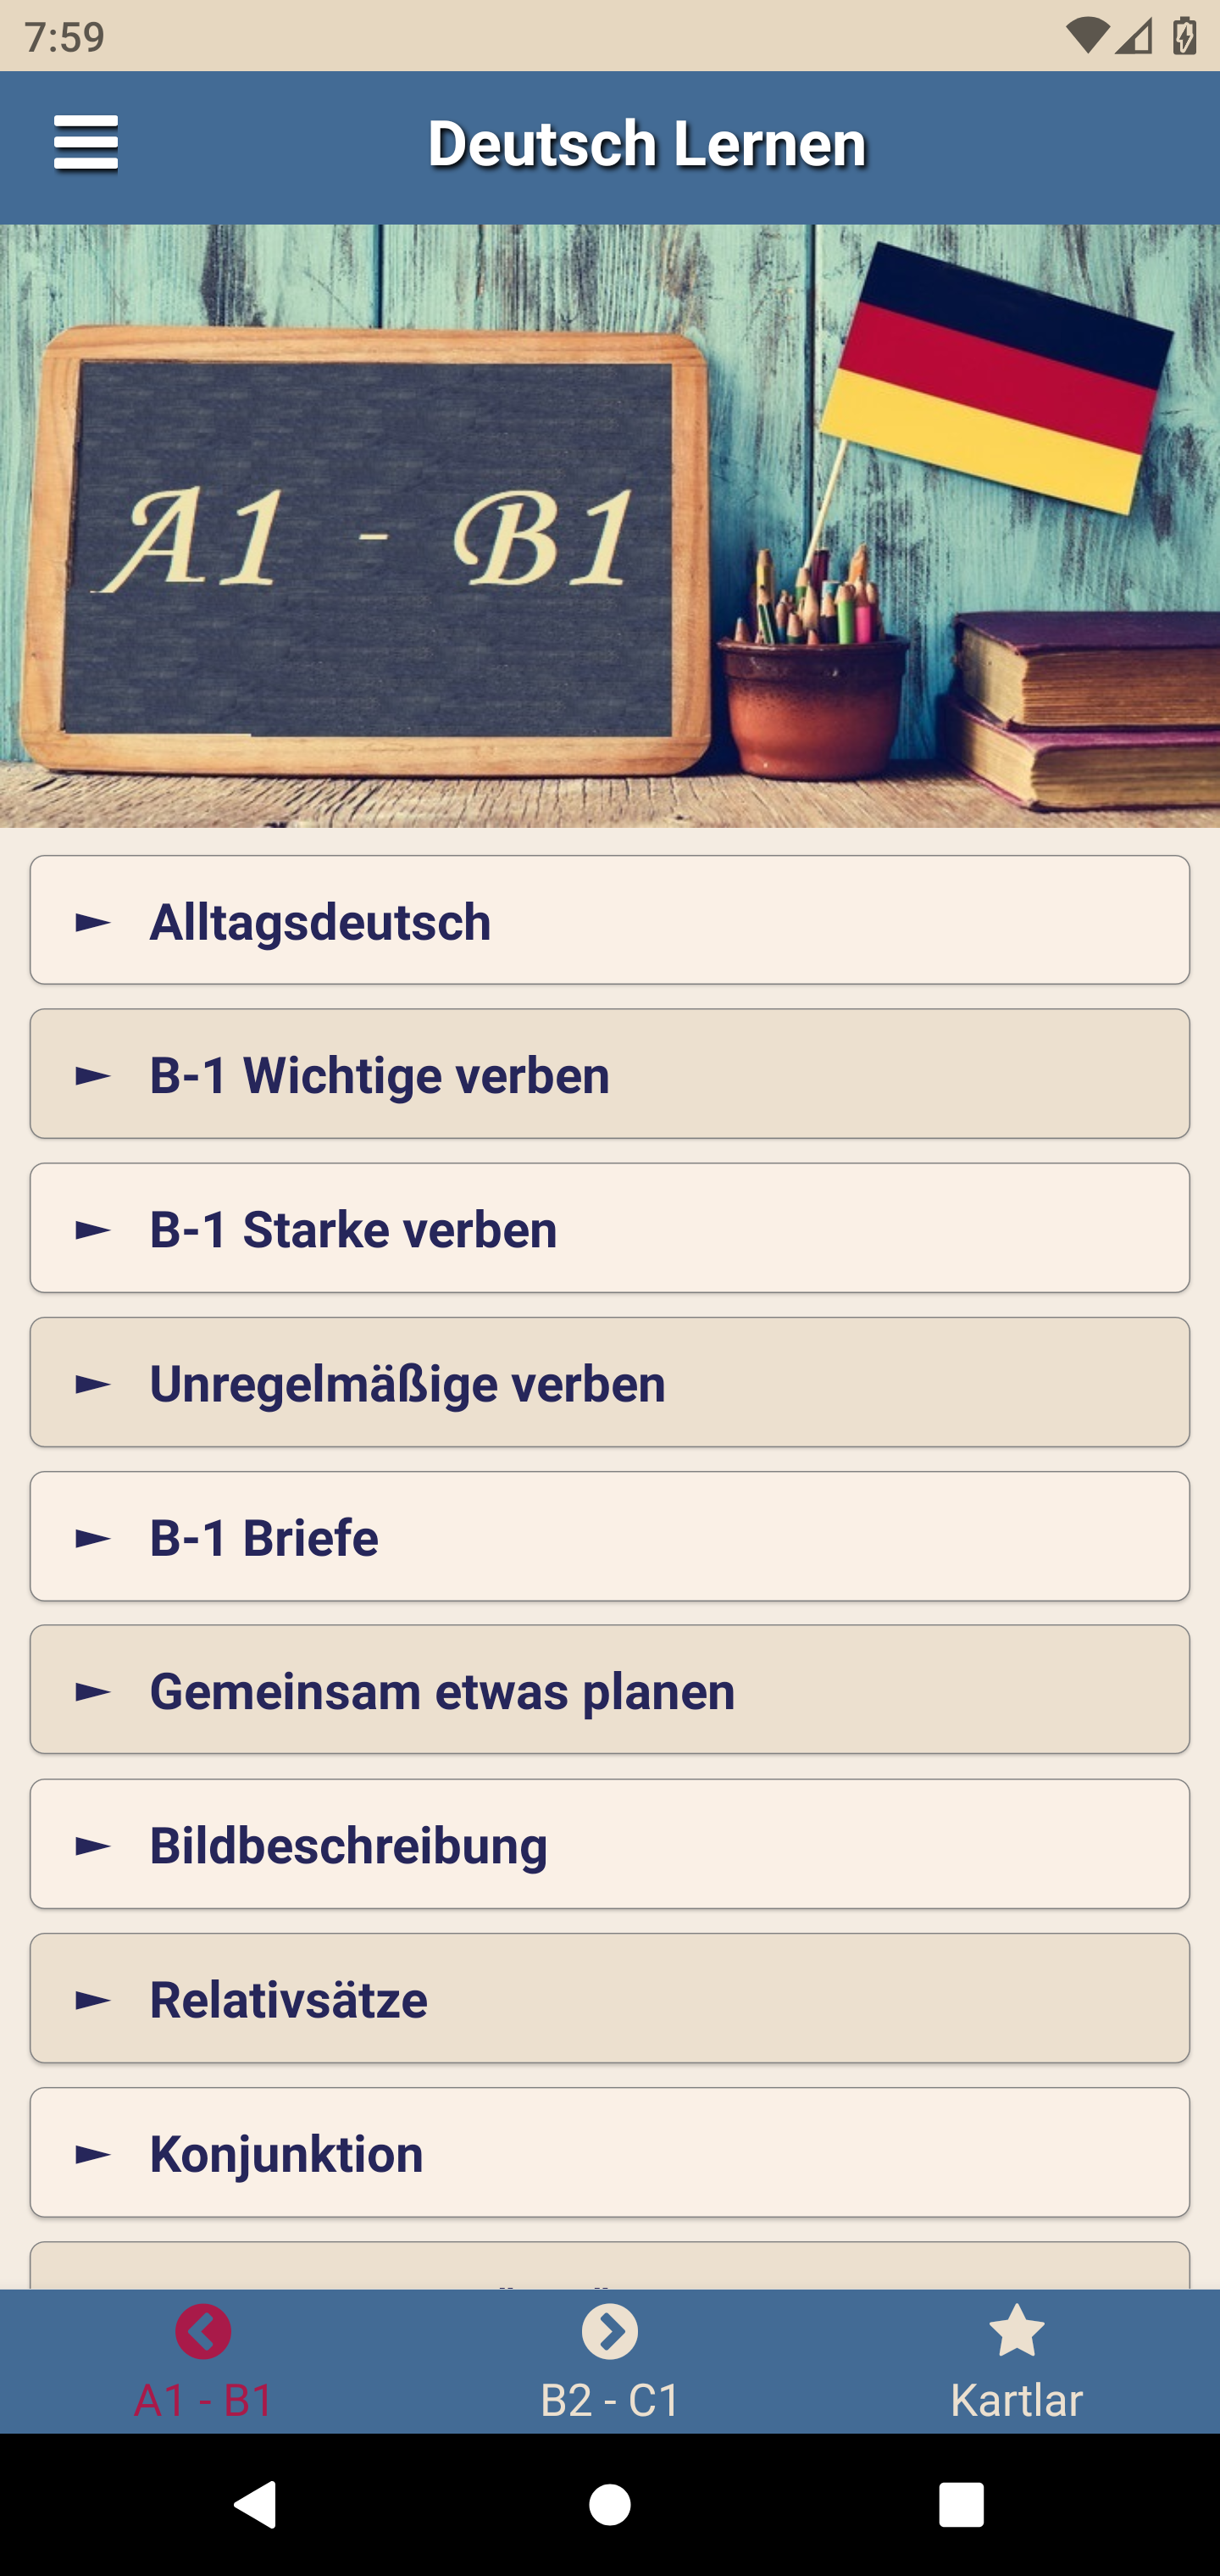 7:59
Deutsch Lernen
A1 - B1
► Alltagsdeutsch
► B-1 Wichtige verben
► B-1 Starke verben
► Unregelmäßige verben
► B-1 Briefe
► Gemeinsam etwas planen
► Bildbeschreibung
► Relativsätze
► Konjunktion
A1 - B1
B2 - C1
Kartlar